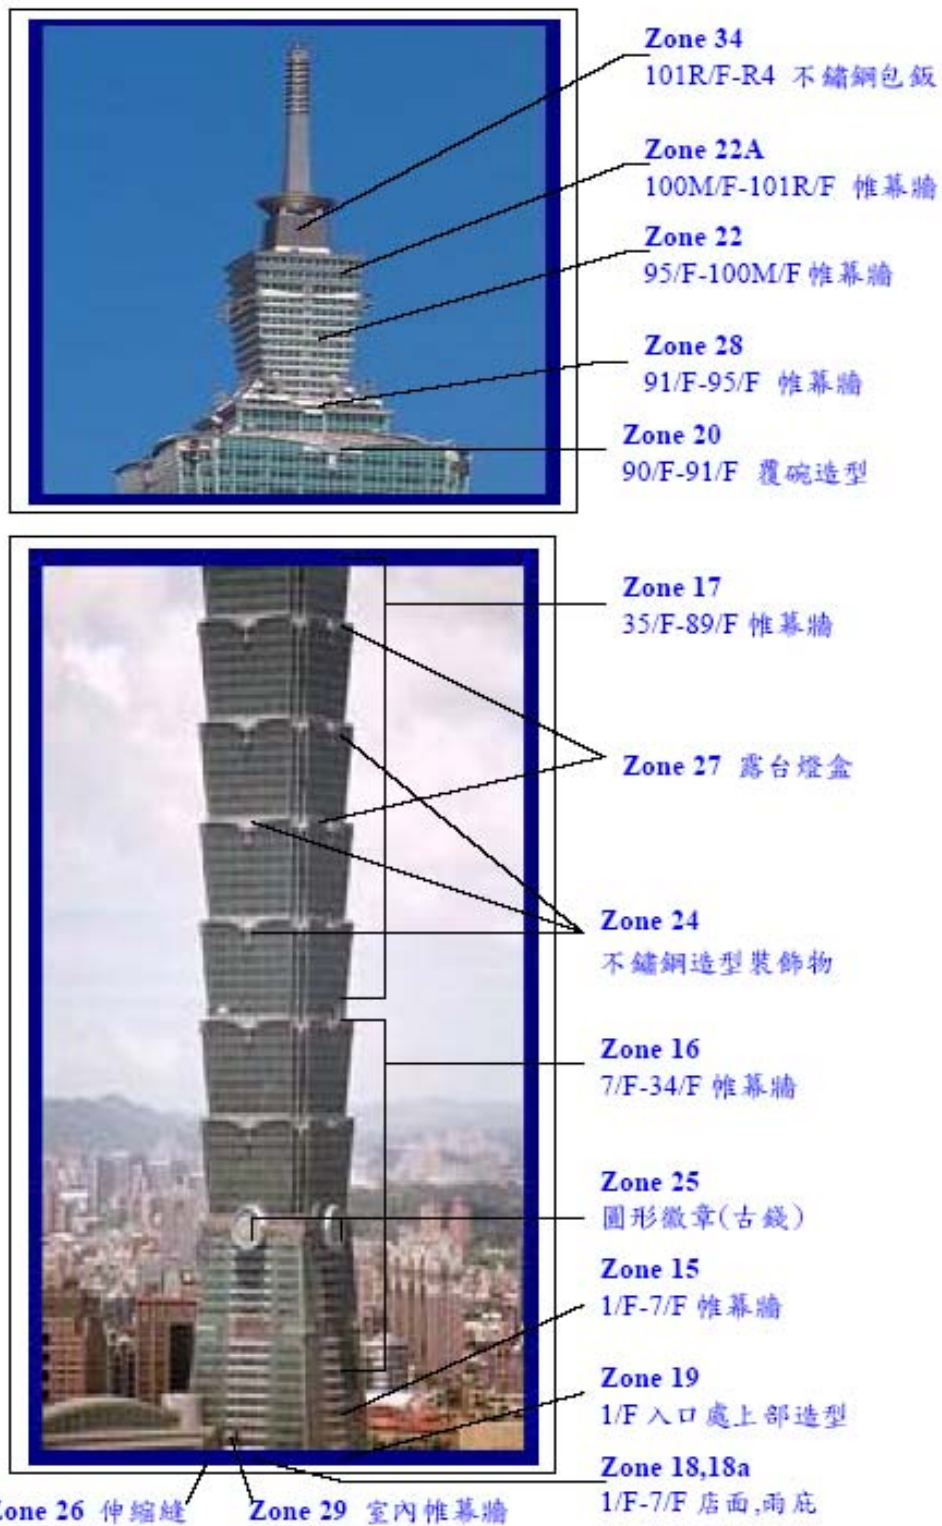 Zone 34
101R/F-R4 不鏽鋼包鈑
Zone 22A
100M/F-101R/F 帷幕牆
Zone 22
95/F-100M/F 帷幕牆
Zone 28
91/F-95/F 帷幕牆
Zone 20
90/F-91/F 覆碗造型
Zone 17
35/F-89/F 帷幕牆
Zone 27 露台燈盒
Zone 24
不鏽鋼造型裝飾物
Zone 16
7/F-34/F 帷幕牆
Zone 25
圓形徽章(古錢)
Zone 15
1/F-7/F 帷幕牆
Zone 19
1/F 入口處上部造型
Zone 18,18a
1/F-7/F 店面,雨庇
Zone 26 伸縮縫
Zone 29 室內帷幕牆